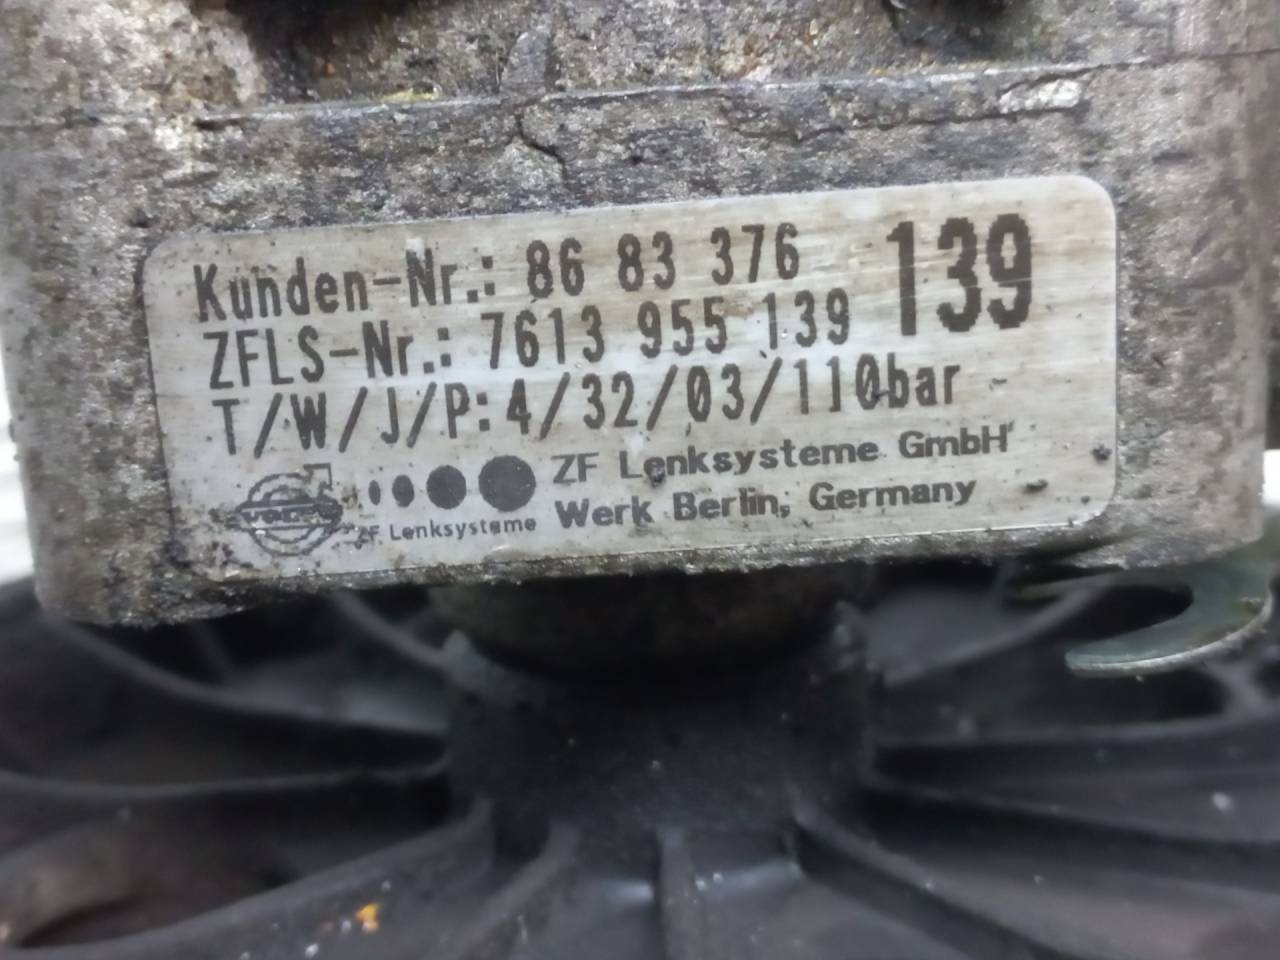 Kunden-Nr.: 86 83 376
139
ZFLS-Nr.: 7613 955 139
T/W/J/P: 4/32/03/110bar
VOLVO
ZF Lenksysteme
ZF Lenksysteme GmbH
Werk Berlin, Germany